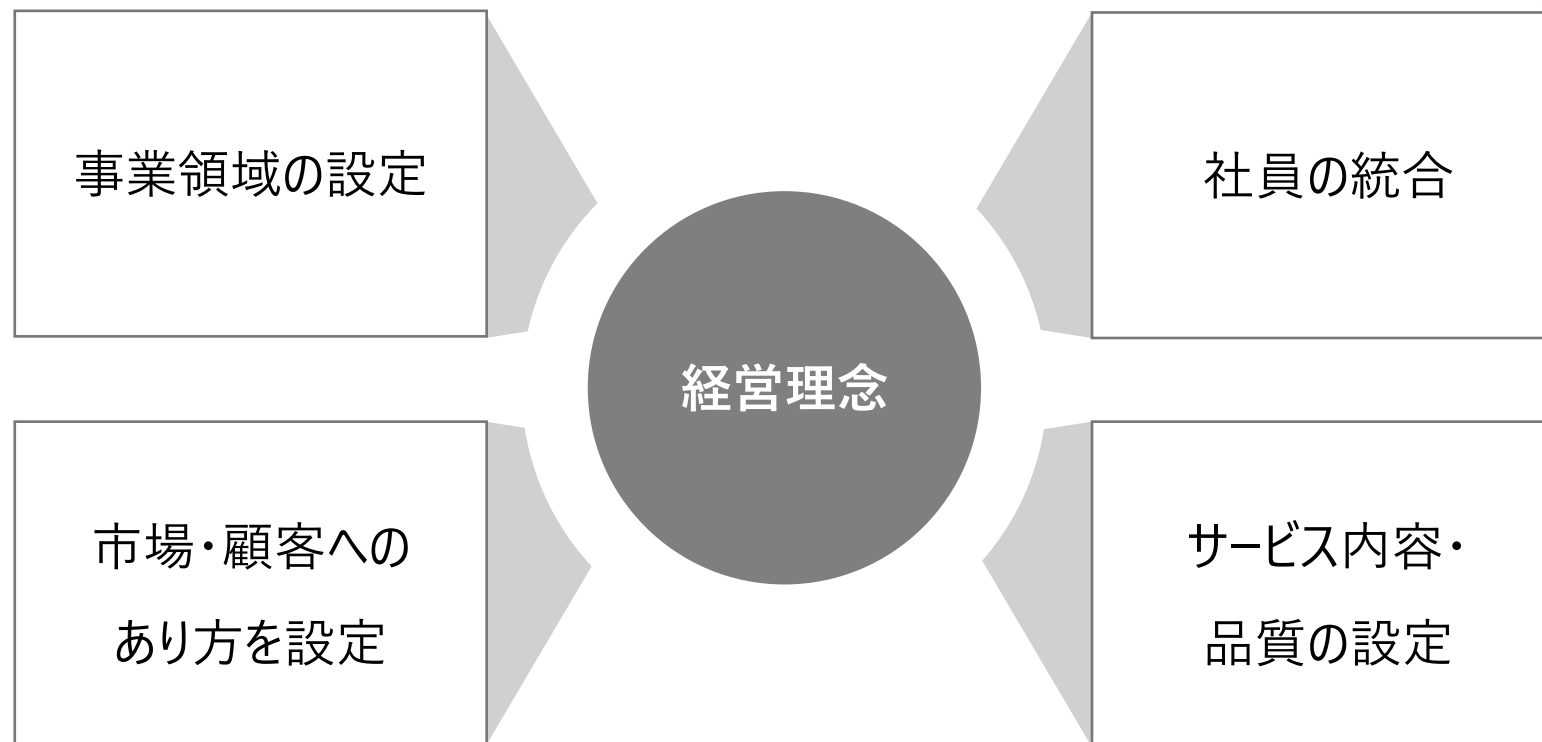 事業領域の設定
社員の統合
経営理念
市場・顧客への
あり方を設定
サービス内容・
品質の設定